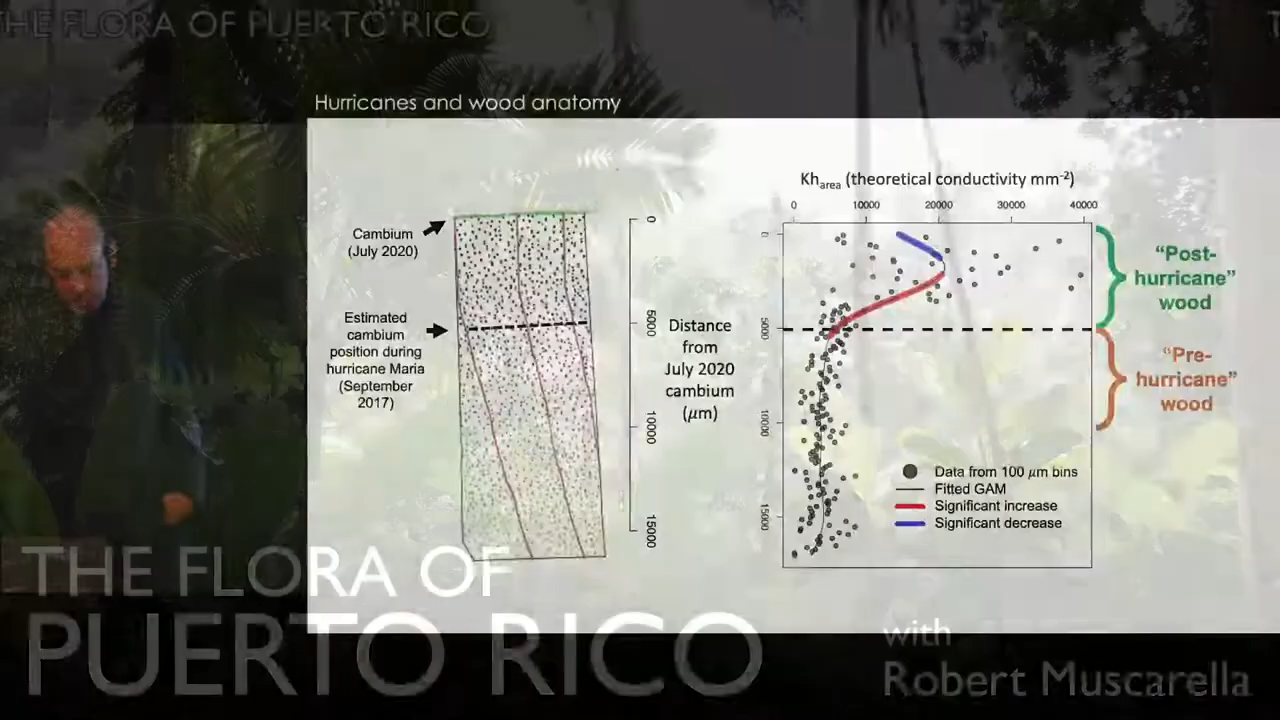 THE FLORA OF PUERTO RICO
Hurricanes and wood anatomy
Cambium
(July 2020)
Estimated
cambium
position during
hurricane Maria
(September
2017)
0
5000
10000
15000
Distance
from
July 2020
cambium
(μm)
Kharea (theoretical conductivity mm-2)
0 10000 20000 30000 40000
0
5000
10000
15000
Data from 100 μm bins
Fitted GAM
Significant increase
Significant decrease
“Post-
hurricane”
wood
“Pre-
hurricane”
wood
THE FLORA OF
PUERTO RICO
with
Robert Muscarella